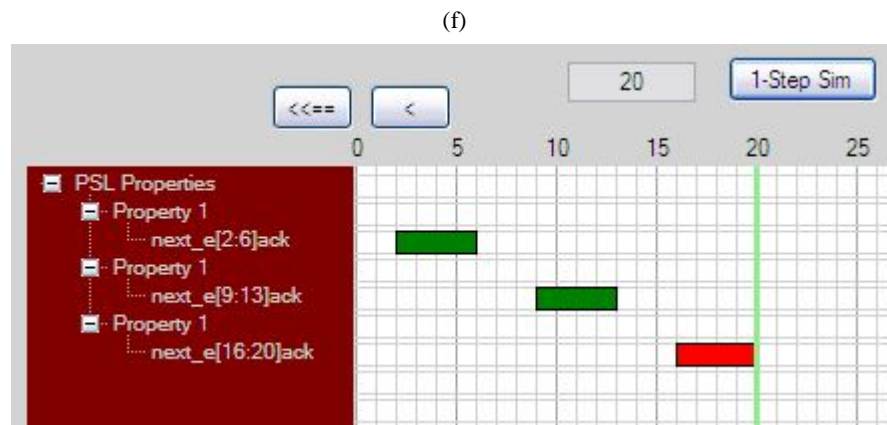 (f)
20 1-Step Sim
<<== <
0 5 10 15 20 25
PSL Properties
Property 1
next_e[2:6]ack
Property 1
next_e[9:13]ack
Property 1
next_e[16:20]ack